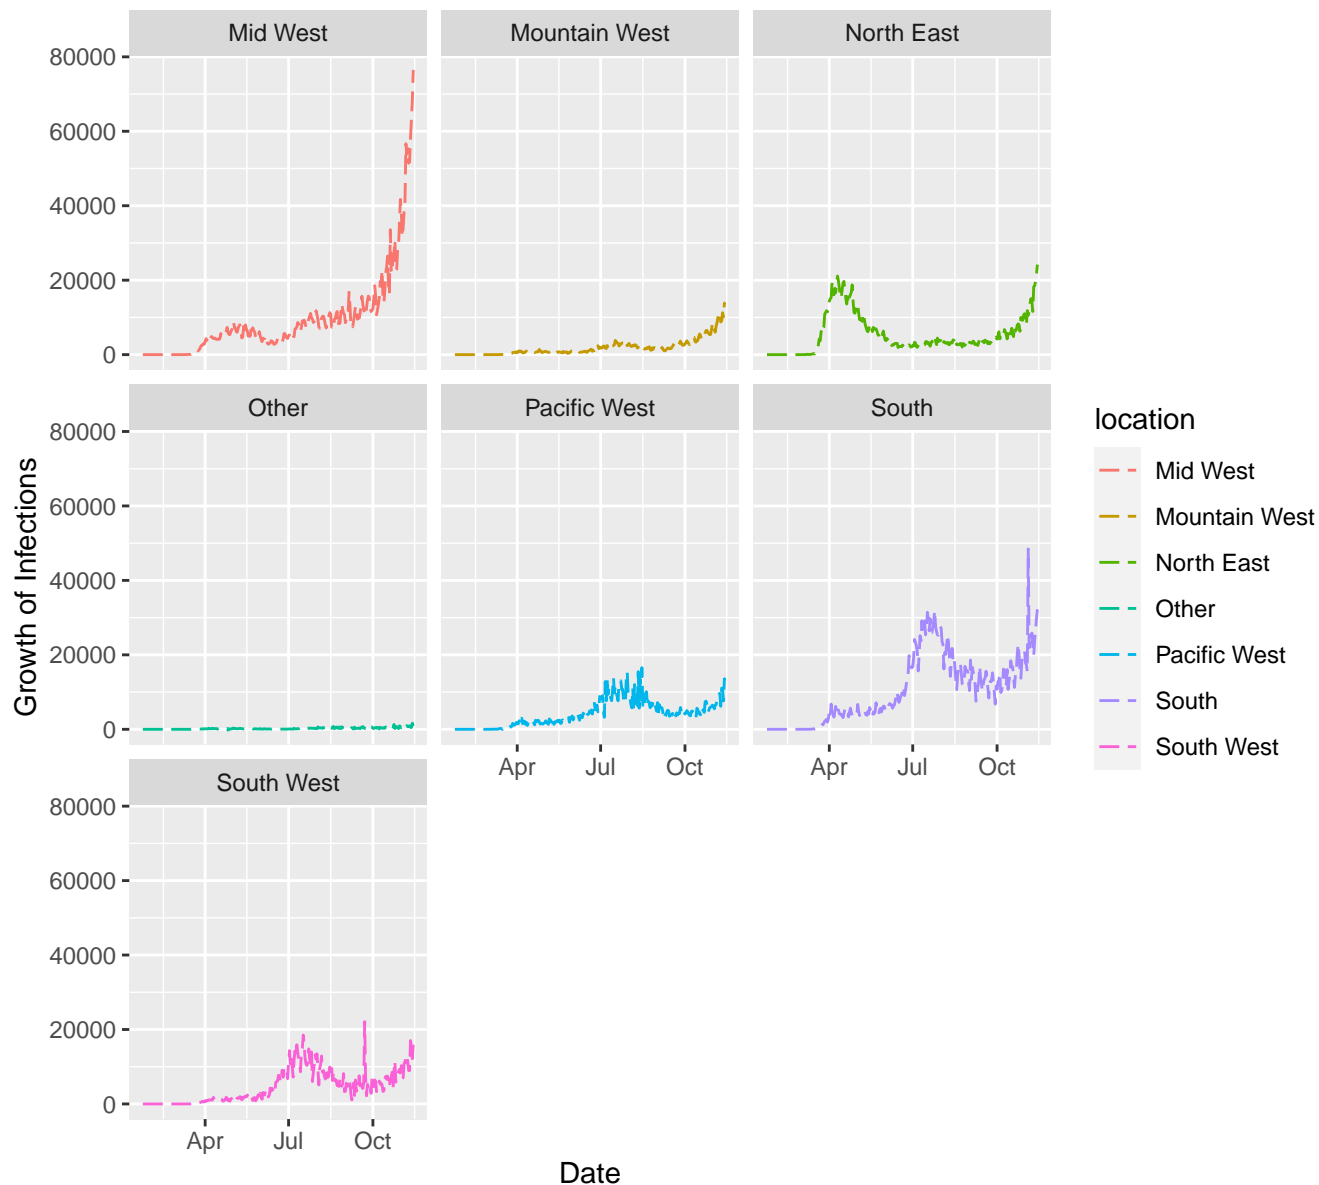 Mid West
Mountain West
North East
80000
60000
40000
20000
0
Other
Pacific West
South
80000
60000
40000
20000
0
Apr
Jul
Oct
Apr
Jul
Oct
South West
80000
60000
40000
20000
0
Apr
Jul
Oct
Growth of Infections
Date
location
Mid West
Mountain West
North East
Other
Pacific West
South
South West